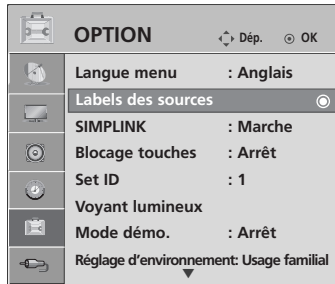 OPTION Dép. OK
Langue menu : Anglais
Labels des sources
SIMPLINK : Marche
Blocage touches : Arrêt
Set ID : 1
Voyant lumineux
Mode démo. : Arrêt
Réglage d'environnement: Usage familial